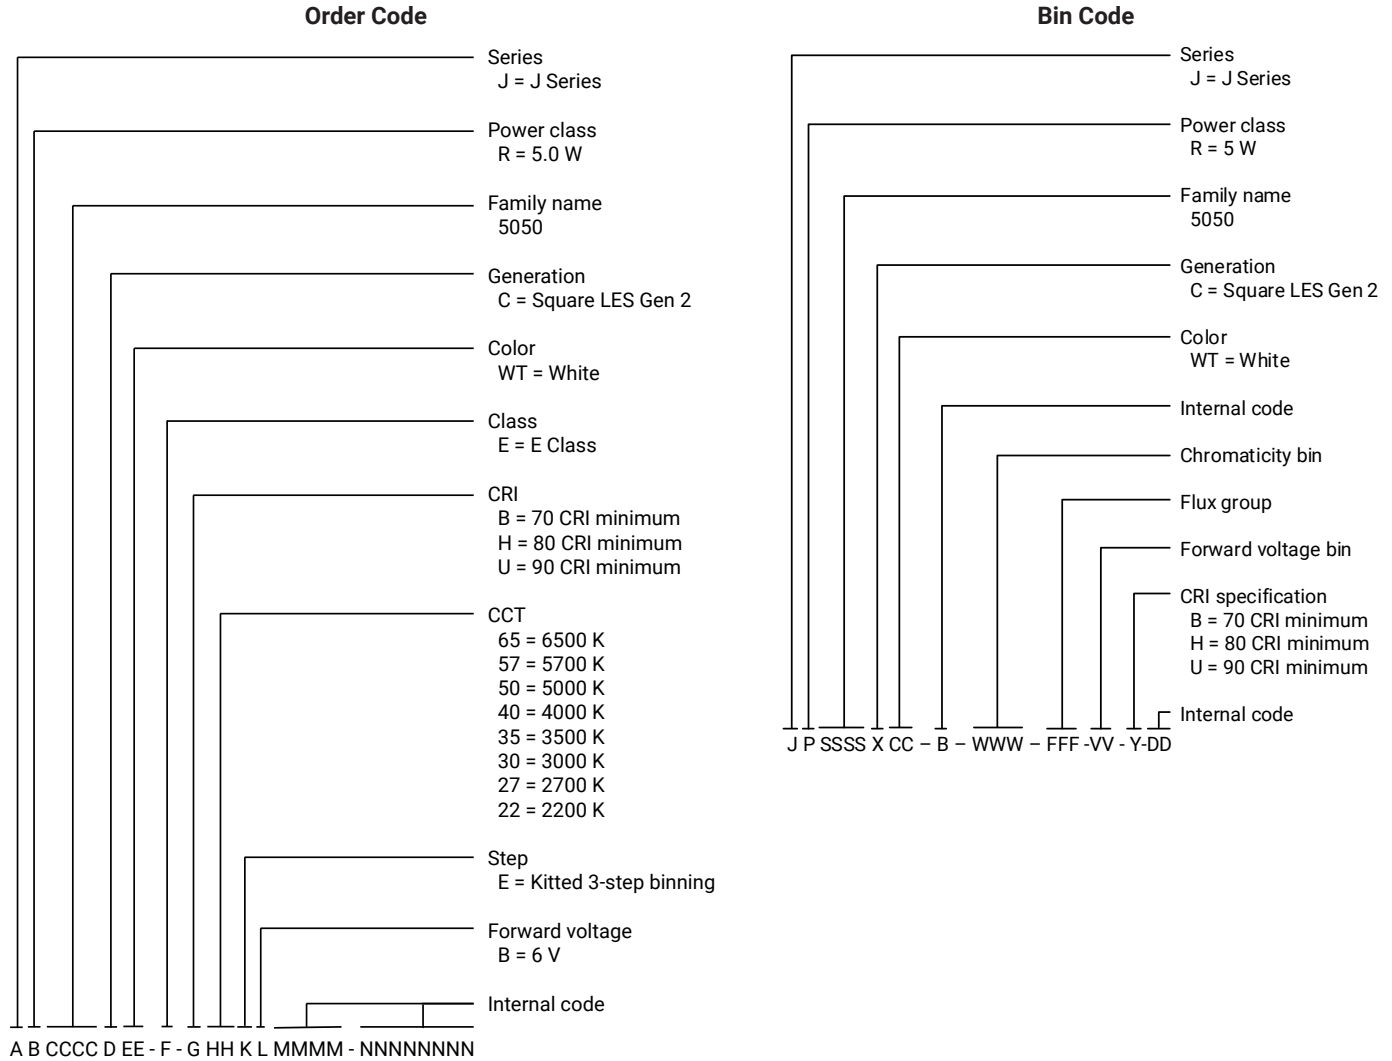 Order Code
Series
J = J Series
Power class
R = 5.0 W
Family name
5050
Generation
C = Square LES Gen 2
Color
WT = White
Class
E = E Class
CRI
B = 70 CRI minimum
H = 80 CRI minimum
U = 90 CRI minimum
CCT
65 = 6500 K
57 = 5700 K
50 = 5000 K
40 = 4000 K
35 = 3500 K
30 = 3000 K
27 = 2700 K
22 = 2200 K
Step
E = Kitted 3-step binning
Forward voltage
B = 6 V
Internal code
A B CCCC D EE - F - G HH K L MMMM - NNNNNNNN
Bin Code
Series
J = J Series
Power class
R = 5 W
Family name
5050
Generation
C = Square LES Gen 2
Color
WT = White
Internal code
Chromaticity bin
Flux group
Forward voltage bin
CRI specification
B = 70 CRI minimum
H = 80 CRI minimum
U = 90 CRI minimum
Internal code
J P SSSS X CC – B – WWW – FFF -VV - Y-DD